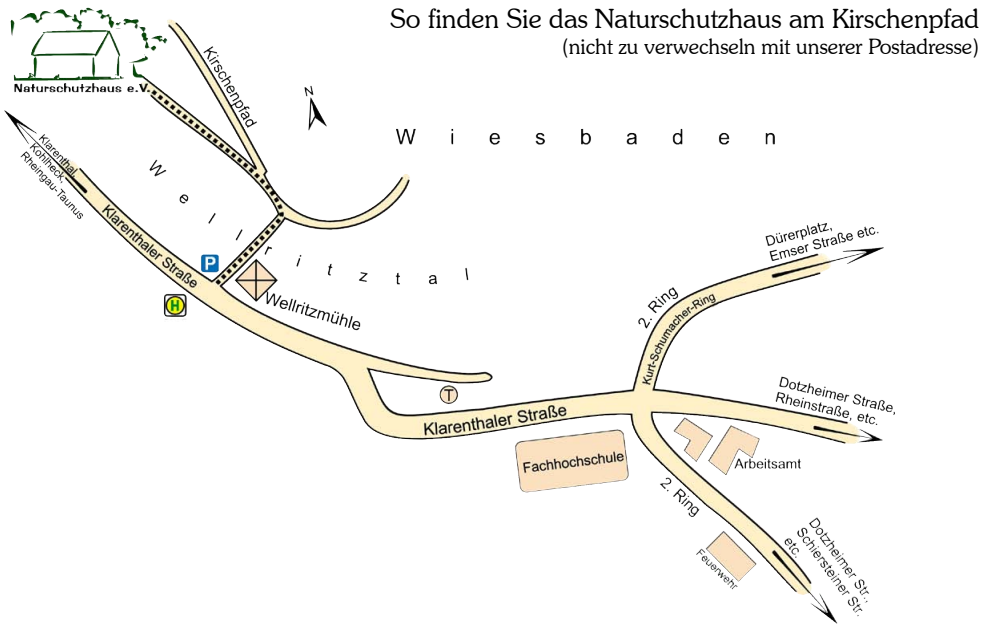 So finden Sie das Naturschutzhaus am Kirschenpfad
(nicht zu verwechseln mit unserer Postadresse)
Naturschutzhaus e.V.
Kirschenpfad
N
Wiesbaden
Klarenthal,
Kohlheck,
Rheingau-Taunus
Wellritztal
Klarenthaler Straße
P
H
Wellritzmühle
Dürerplatz,
Emser Straße etc.
2. Ring
Kurt-Schumacher-Ring
T
Klarenthaler Straße
Dotzheimer Straße,
Rheinstraße, etc.
Fachhochschule
Arbeitsamt
2. Ring
Feuerwehr
Dotzheimer Str.,
Schiersteiner Str.
etc.